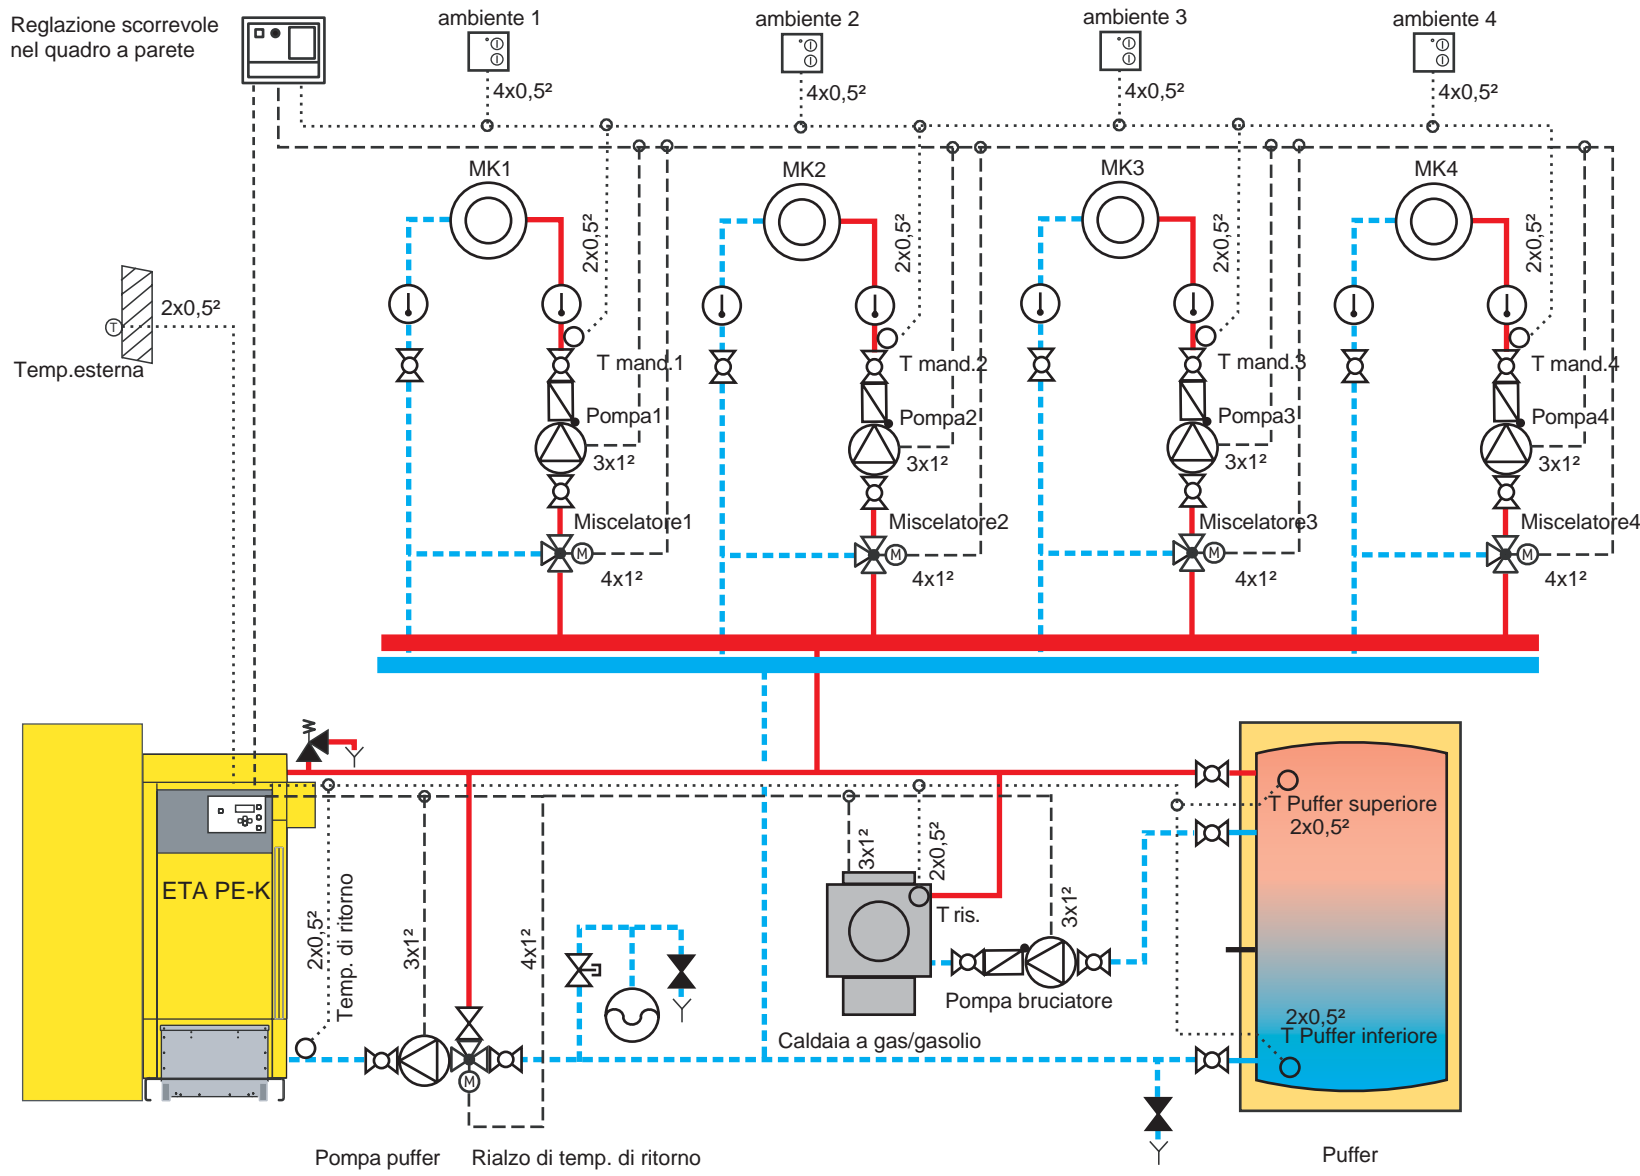 Reglazione scorrevole
nel quadro a parete
ambiente 1
ambiente 2
ambiente 3
ambiente 4
4x0,5²
4x0,5²
4x0,5²
4x0,5²
MK1
MK2
MK3
MK4
2x0,5²
2x0,5²
2x0,5²
2x0,5²
2x0,5²
T
Temp.esterna
T mand.1
T mand.2
T mand.3
T mand.4
Pompa1
Pompa2
Pompa3
Pompa4
3x1²
3x1²
3x1²
3x1²
Miscelatore1
Miscelatore2
Miscelatore3
Miscelatore4
M
M
M
M
4x1²
4x1²
4x1²
4x1²
ETA PE-K
2x0,5²
Temp. di ritorno
3x1²
4x1²
3x1²
2x0,5²
T ris.
3x1²
T Puffer superiore
2x0,5²
Pompa bruciatore
Caldaia a gas/gasolio
2x0,5²
T Puffer inferiore
M
Pompa puffer
Rialzo di temp. di ritorno
Puffer